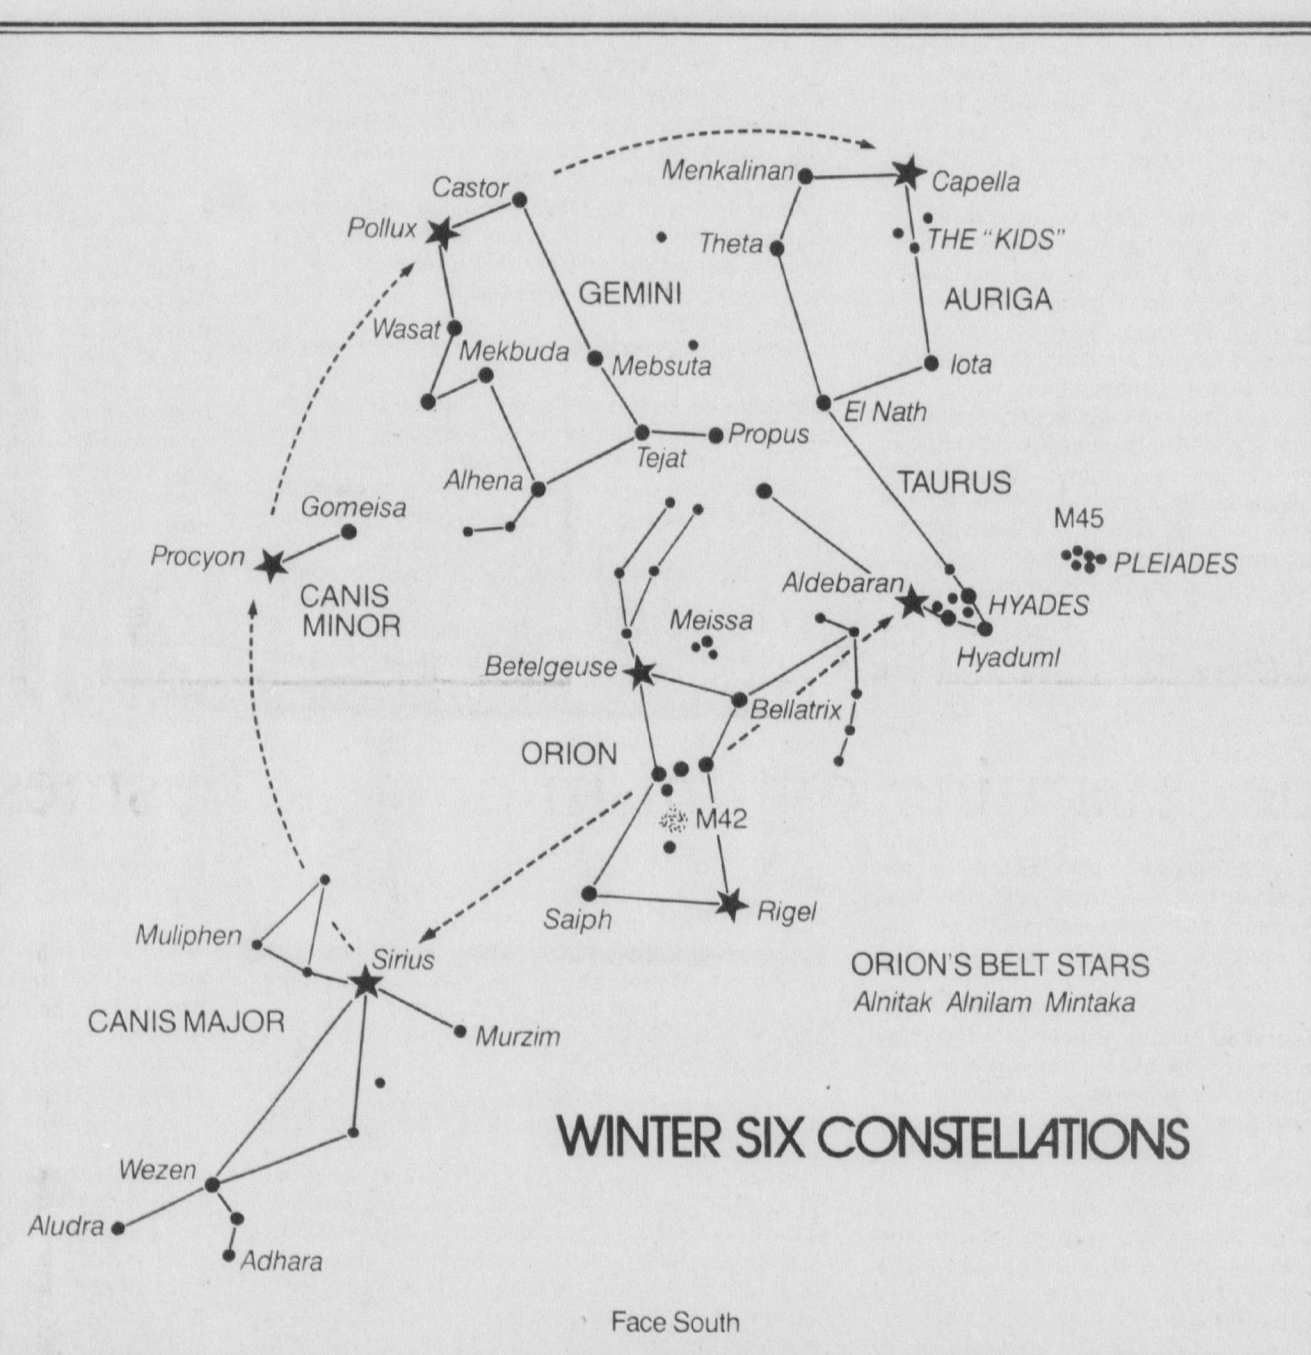 Menkalinan
Capella
Castor
Pollux
Theta
THE "KIDS"
GEMINI
AURIGA
Wasat
Mekbuda
Mebsuta
Iota
El Nath
Propus
Tejat
Alhena
TAURUS
Gomeisa
M45
Procyon
PLEIADES
CANIS
MINOR
Aldebaran
HYADES
Meissa
Hyaduml
Betelgeuse
Bellatrix
ORION
M42
Saiph
Rigel
Muliphen
Sirius
ORION'S BELT STARS
Alnitak Alnilam Mintaka
CANIS MAJOR
Murzim
WINTER SIX CONSTELLATIONS
Wezen
Aludra
Adhara
Face South